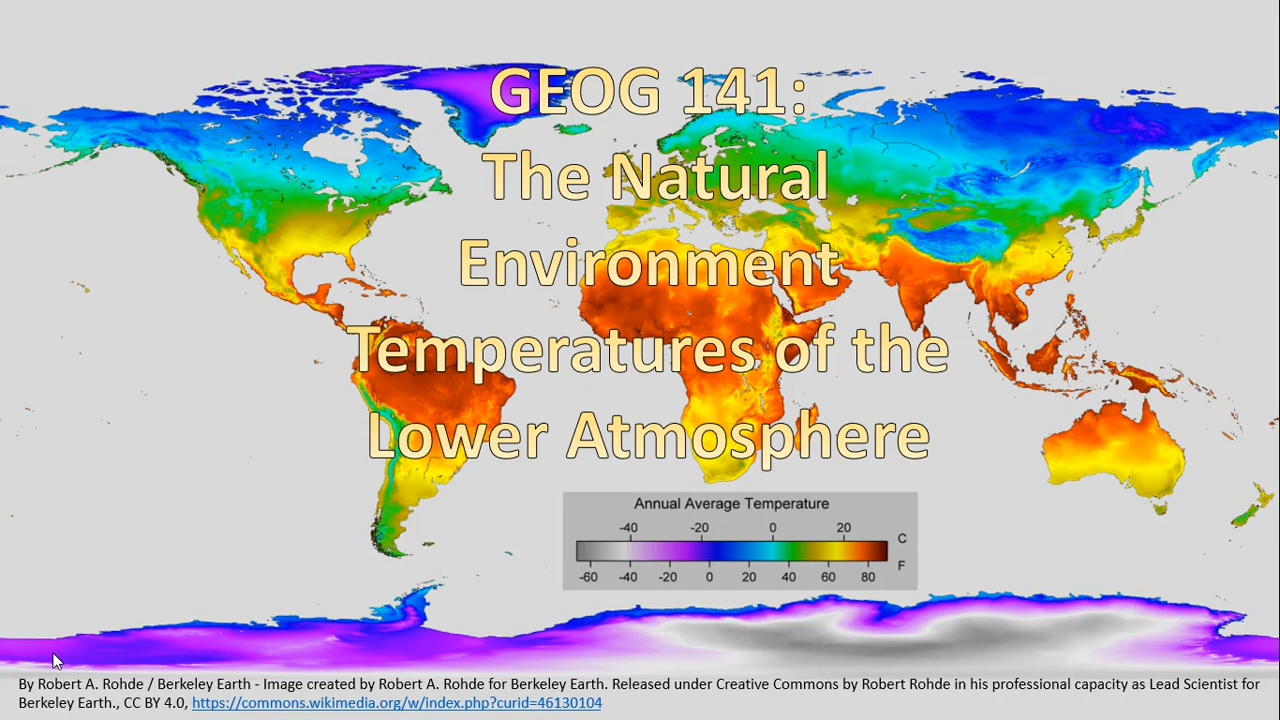 GEOG 141:
The Natural
Environment
Temperatures of the
Lower Atmosphere
Annual Average Temperature
-40 -20 0 20
C
F
-60 -40 -20 0 20 40 60 80
By Robert A. Rohde / Berkeley Earth - Image created by Robert A. Rohde for Berkeley Earth. Released under Creative Commons by Robert Rohde in his professional capacity as Lead Scientist for
Berkeley Earth., CC BY 4.0, https://commons.wikimedia.org/w/index.php?curid=46130104